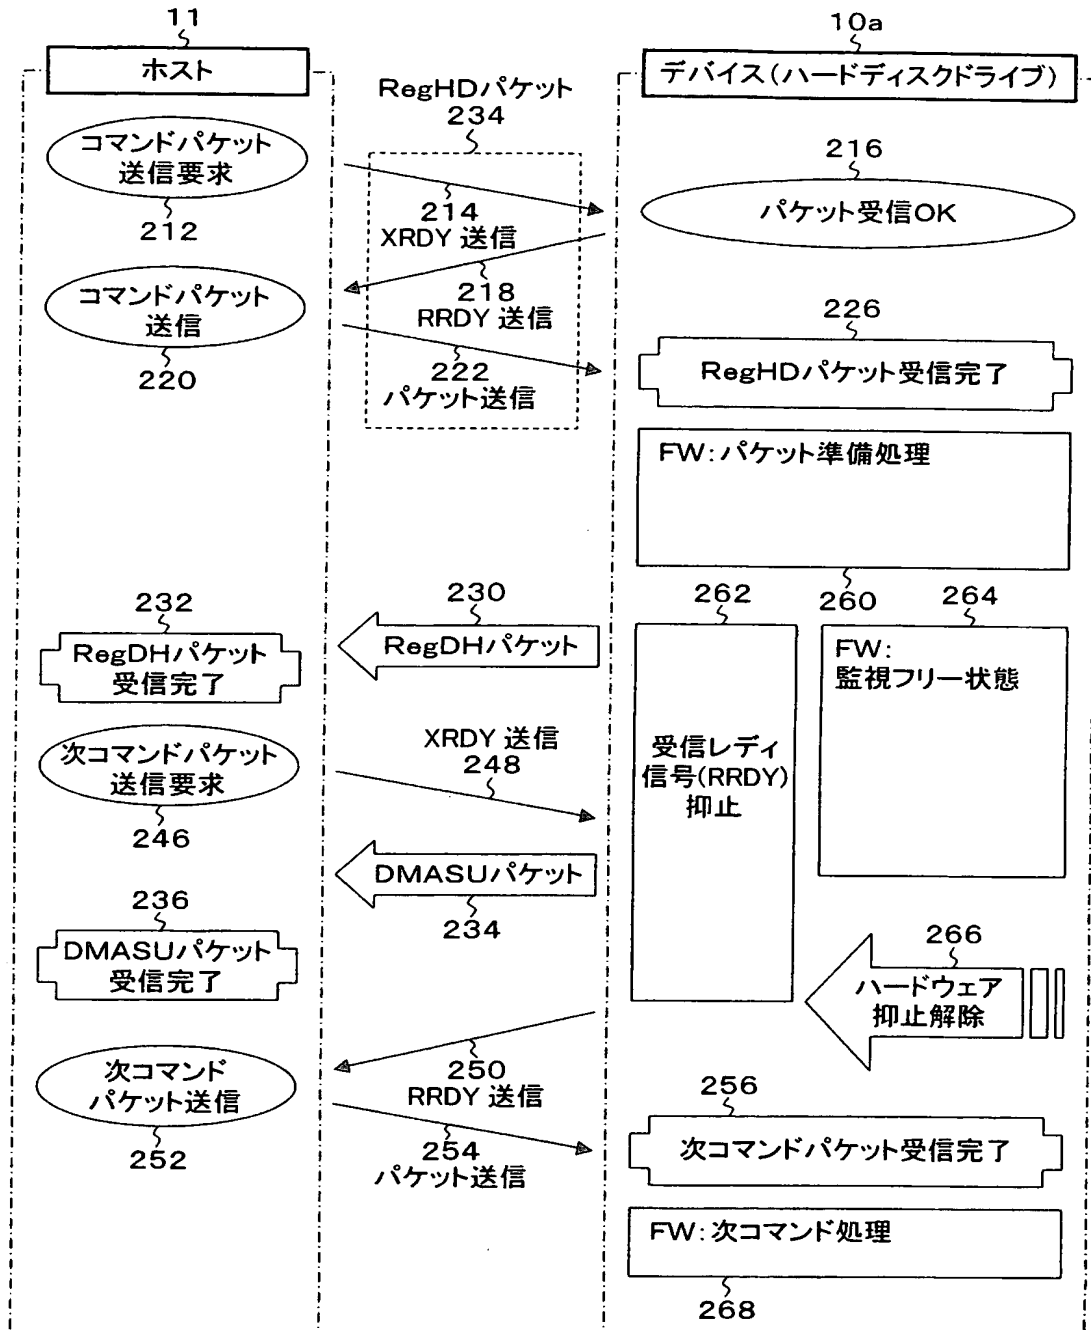 11
ホスト
10a
デバイス(ハードディスクドライブ)
RegHDパケット
234
コマンドパケット
送信要求
212
214
XRDY 送信
216
パケット受信OK
218
RRDY 送信
コマンドパケット
送信
220
222
パケット送信
226
RegHDパケット受信完了
FW:パケット準備処理
260
232
RegDHパケット
受信完了
230
RegDHパケット
262
受信レディ
信号(RRDY)
抑止
264
FW:
監視フリー状態
次コマンドパケット
送信要求
246
XRDY 送信
248
DMASUパケット
234
236
DMASUパケット
受信完了
266
ハードウェア
抑止解除
250
RRDY 送信
次コマンド
パケット送信
252
254
パケット送信
256
次コマンドパケット受信完了
FW:次コマンド処理
268